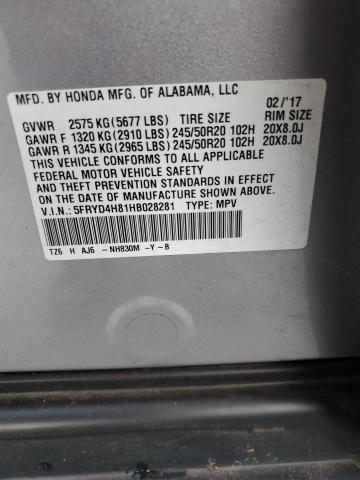 MFD. BY HONDA MFG. OF ALABAMA, LLC
02/'17
GVWR 2575 KG (5677 LBS) TIRE SIZE RIM SIZE
GAWR F 1320 KG (2910 LBS) 245/50R20 102H 20X8.0J
GAWR R 1345 KG (2965 LBS) 245/50R20 102H 20X8.0J
THIS VEHICLE CONFORMS TO ALL APPLICABLE
FEDERAL MOTOR VEHICLE SAFETY
AND THEFT PREVENTION STANDARDS IN EFFECT
ON THE DATE OF MANUFACTURE SHOWN ABOVE.
V.I.N.: 5FRYD4H81HB028281 TYPE: MPV
TZ6 H AJ6 -NH830M -Y-B